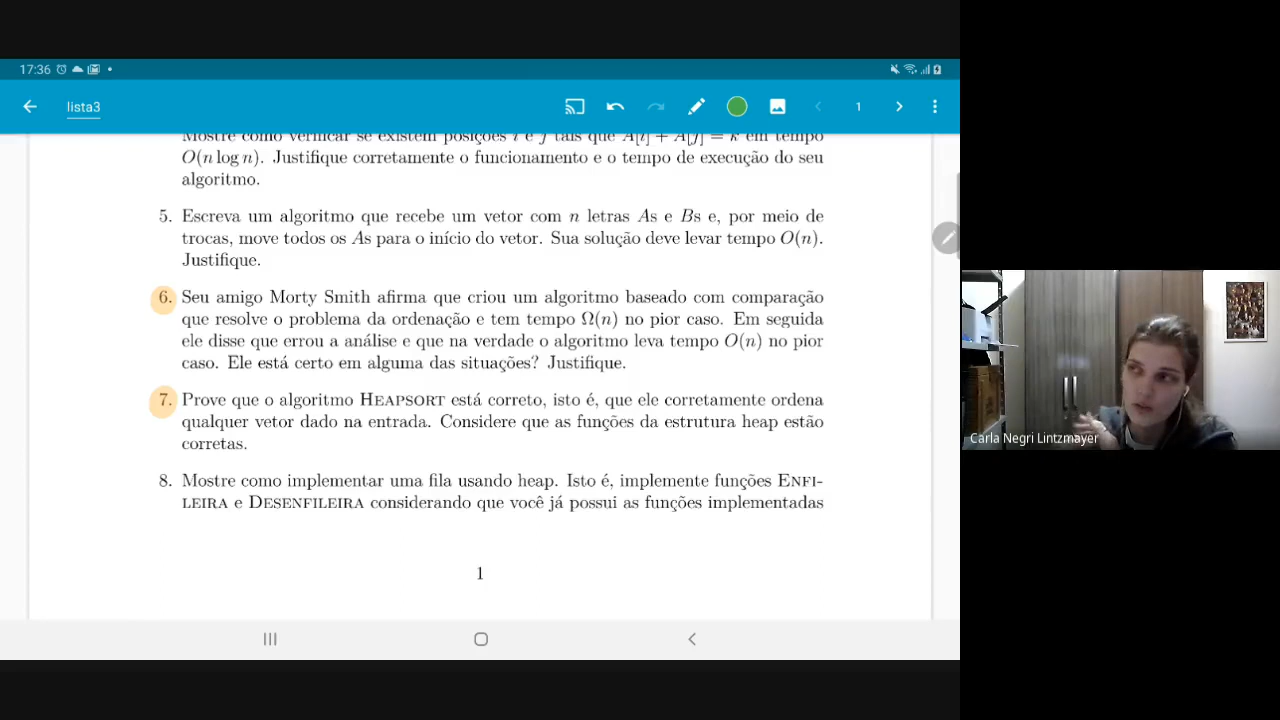 17:36
lista3
1
Mostre como verificar se existem posições i e j tais que A[i] + A[j] = k em tempo
O(n log n). Justifique corretamente o funcionamento e o tempo de execução do seu
algoritmo.
5. Escreva um algoritmo que recebe um vetor com n letras As e Bs e, por meio de
trocas, move todos os As para o início do vetor. Sua solução deve levar tempo O(n).
Justifique.
6. Seu amigo Morty Smith afirma que criou um algoritmo baseado com comparação
que resolve o problema da ordenação e tem tempo Ω(n) no pior caso. Em seguida
ele disse que errou a análise e que na verdade o algoritmo leva tempo O(n) no pior
caso. Ele está certo em alguma das situações? Justifique.
7. Prove que o algoritmo HEAPSORT está correto, isto é, que ele corretamente ordena
qualquer vetor dado na entrada. Considere que as funções da estrutura heap estão
corretas.
8. Mostre como implementar uma fila usando heap. Isto é, implemente funções ENFI-
LEIRA e DESENFILEIRA considerando que você já possui as funções implementadas
1
Carla Negri Lintzmayer